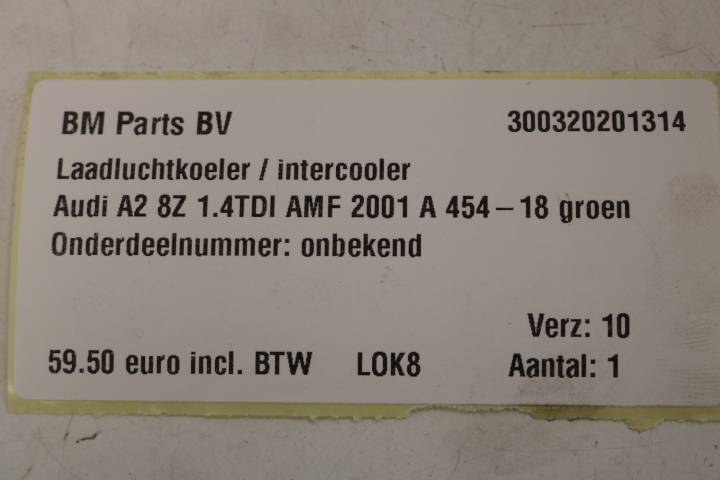 BM Parts BV 300320201314
Laadluchtkoeler / intercooler
Audi A2 8Z 1.4TDI AMF 2001 A 454-18 groen
Onderdeelnummer: onbekend
Verz: 10
59.50 euro incl. BTW LOK8 Aantal: 1